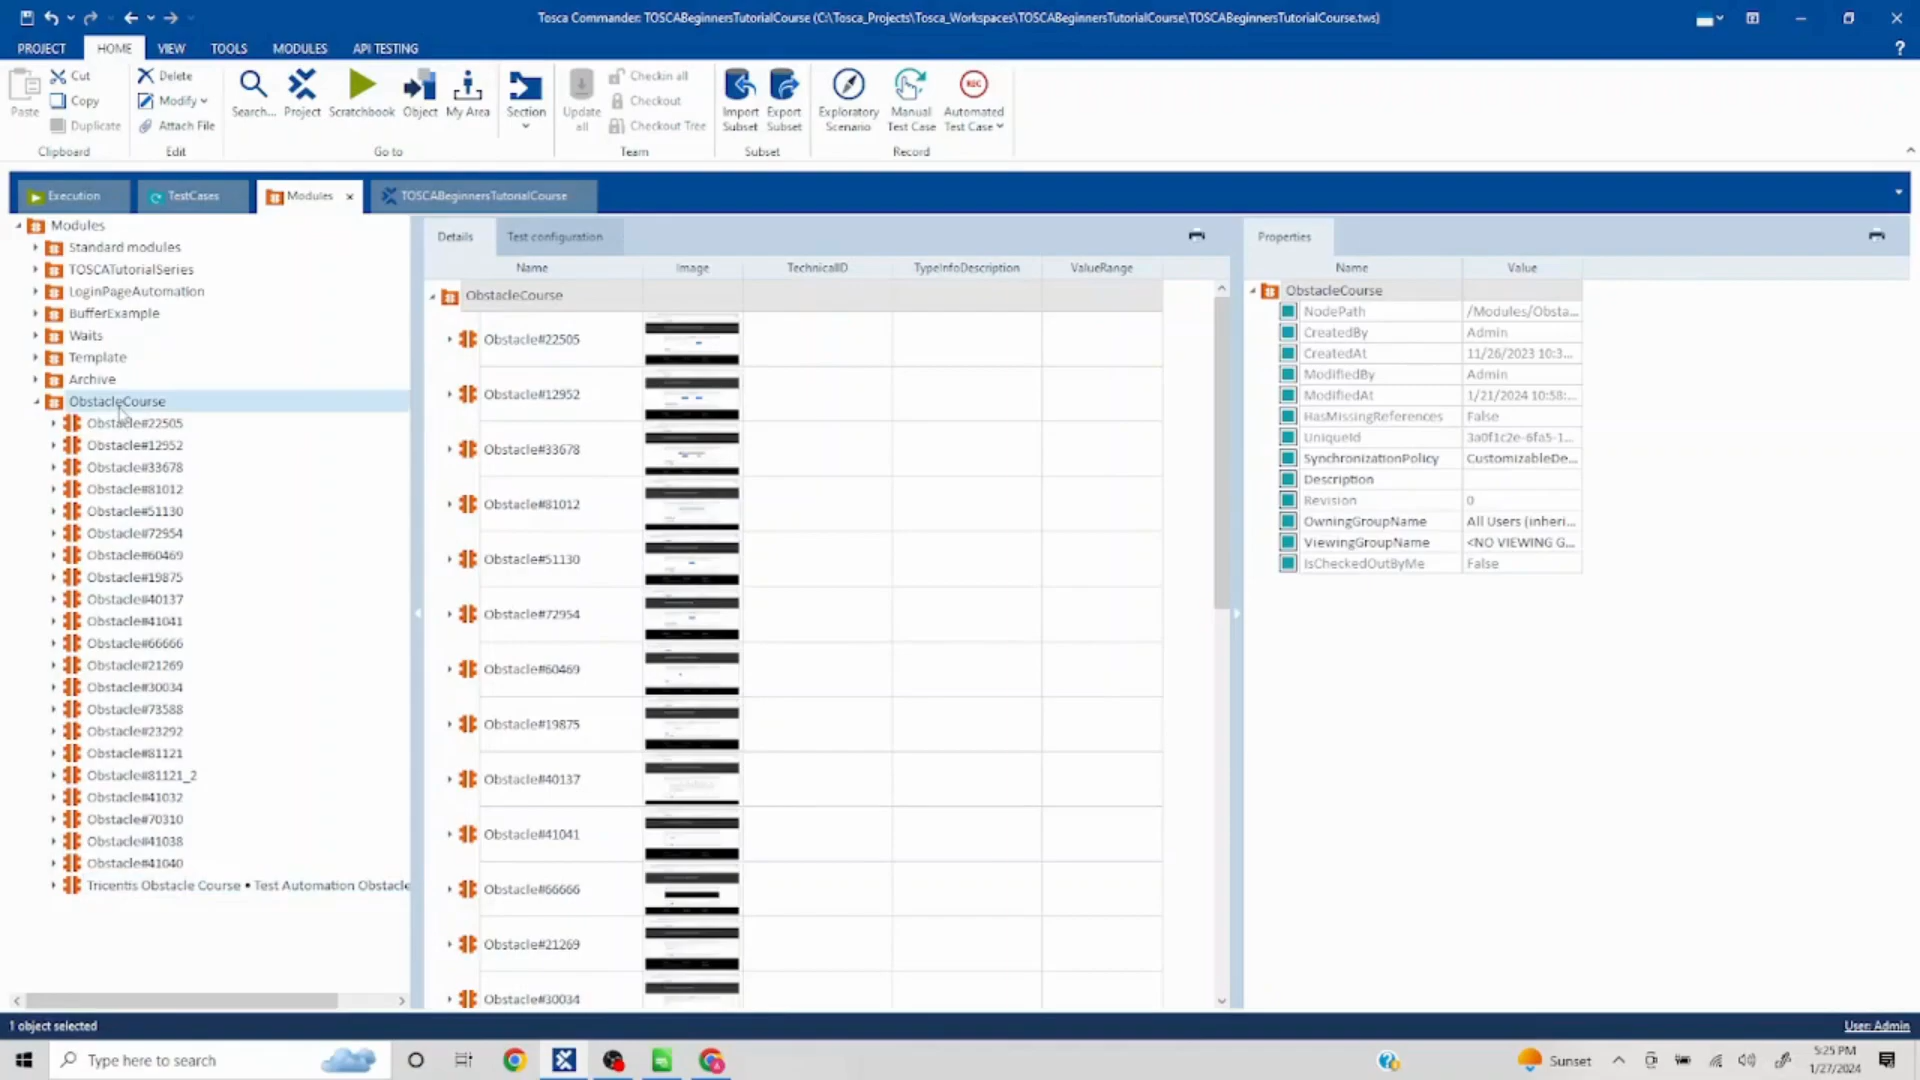 Tosca Commander: TOSCABeginnersTutorialCourse (C:\Tosca_Projects\Tosca_Workspaces\TOSCABeginnersTutorialCourse\TOSCABeginnersTutorialCourse.tws)
PROJECT HOME VIEW TOOLS MODULES API TESTING
Paste
Cut
Copy
Duplicate
Clipboard
Delete
Modify
Attach File
Edit
Search... Project Scratchbook Object My Area
Go to
Section
Update all
Checkin all
Checkout
Checkout Tree
Team
Import Subset
Export Subset
Subset
Exploratory Scenario
Manual Test Case
REC
Automated Test Case
Record
Execution TestCases Modules x TOSCABeginnersTutorialCourse
Modules
Standard modules
TOSCATutorialSeries
LoginPageAutomation
BufferExample
Waits
Template
Archive
ObstacleCourse
Obstacle#22505
Obstacle#12952
Obstacle#33678
Obstacle#81012
Obstacle#51130
Obstacle#72954
Obstacle#60469
Obstacle#19875
Obstacle#40137
Obstacle#41041
Obstacle#66666
Obstacle#21269
Obstacle#30034
Obstacle#73588
Obstacle#23292
Obstacle#81121
Obstacle#81121_2
Obstacle#41032
Obstacle#70310
Obstacle#41038
Obstacle#41040
Tricentis Obstacle Course • Test Automation Obstacle
Details Test configuration
Name Image TechnicalID TypeInfoDescription ValueRange
ObstacleCourse
Obstacle#22505
Obstacle#12952
Obstacle#33678
Obstacle#81012
Obstacle#51130
Obstacle#72954
Obstacle#60469
Obstacle#19875
Obstacle#40137
Obstacle#41041
Obstacle#66666
Obstacle#21269
Obstacle#30034
Properties
Name Value
ObstacleCourse
NodePath /Modules/Obsta...
CreatedBy Admin
CreatedAt 11/26/2023 10:3...
ModifiedBy Admin
ModifiedAt 1/21/2024 10:58:...
HasMissingReferences False
UniqueId 3a0f1c2e-6fa5-1...
SynchronizationPolicy CustomizableDe...
Description
Revision 0
OwningGroupName All Users (inheri...
ViewingGroupName <NO VIEWING G...
IsCheckedOutByMe False
1 object selected
User: Admin
Type here to search
Sunset
5:25 PM
1/27/2024